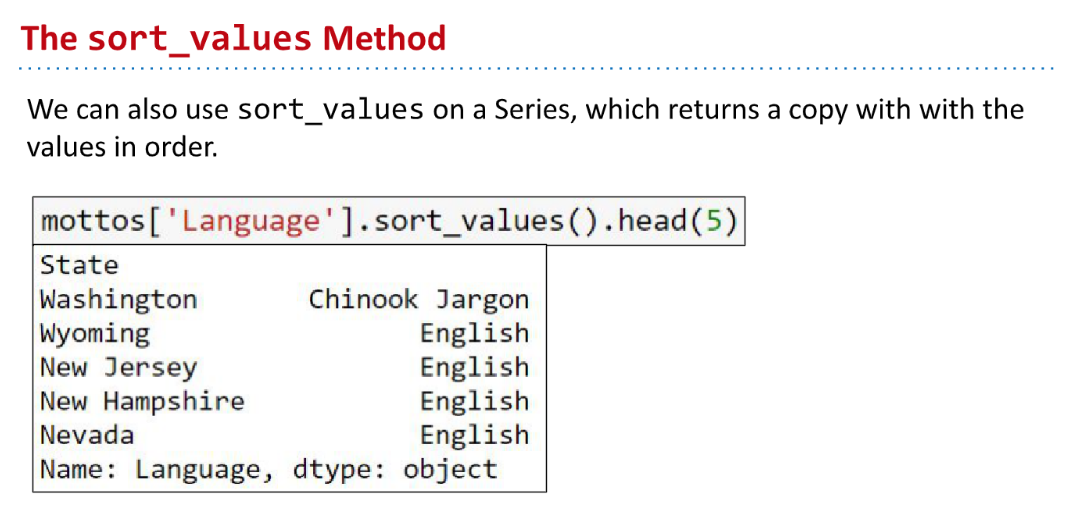 The sort_values Method
We can also use sort_values on a Series, which returns a copy with with the
values in order.
mottos['Language'].sort_values().head(5)
State
Washington       Chinook Jargon
Wyoming                 English
New Jersey              English
New Hampshire           English
Nevada                  English
Name: Language, dtype: object